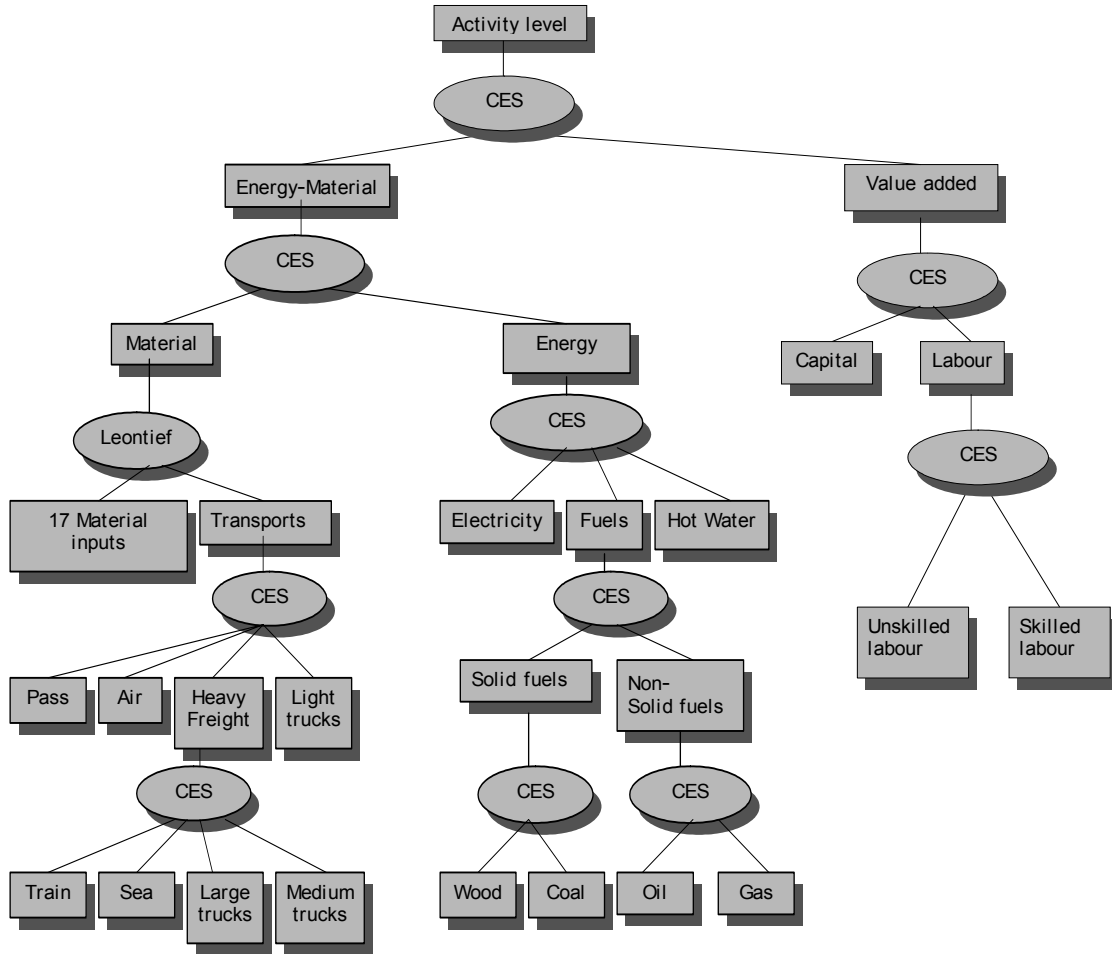 Activity level
CES
Energy-Material
Value added
CES
CES
Material
Energy
Capital
Labour
Leontief
CES
CES
17 Material
inputs
Transports
Electricity
Fuels
Hot Water
CES
CES
Unskilled
labour
Skilled
labour
Pass
Air
Heavy
Freight
Light
trucks
Solid fuels
Non-
Solid fuels
CES
CES
CES
Train
Sea
Large
trucks
Medium
trucks
Wood
Coal
Oil
Gas